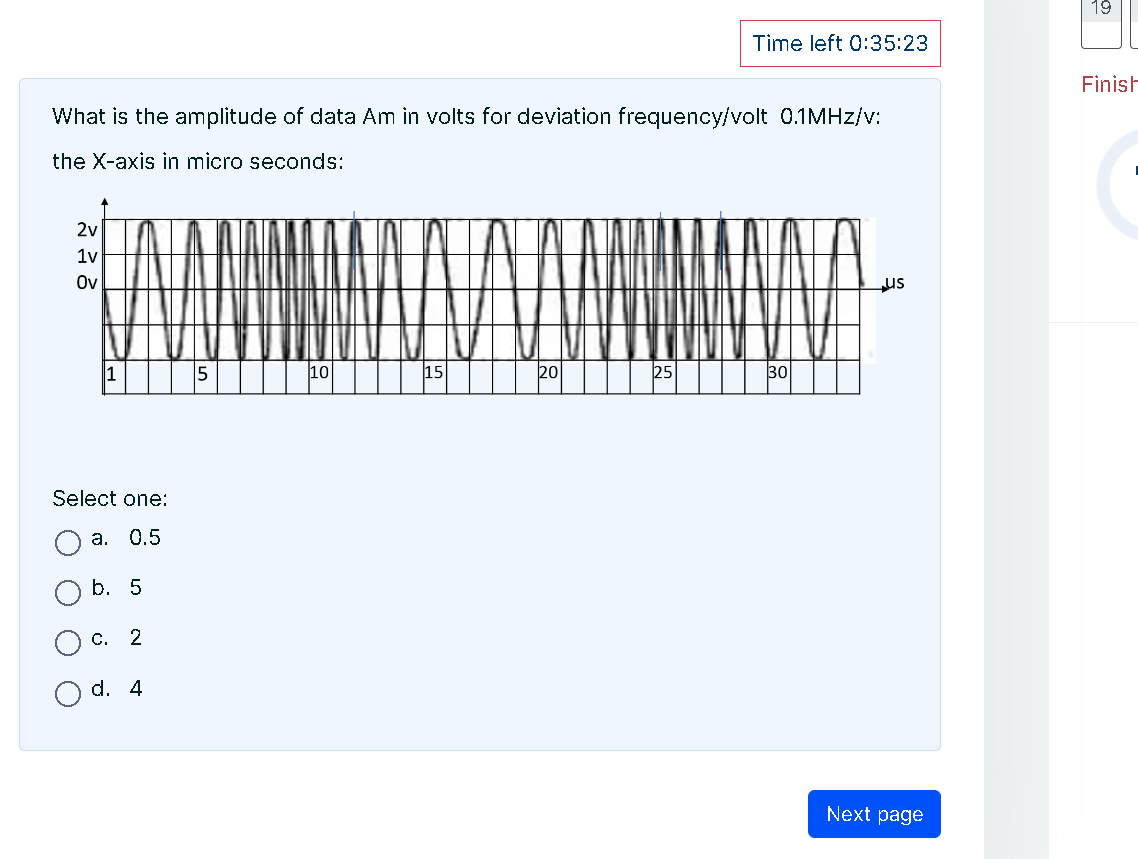 19
Time left 0:35:23
Finish
What is the amplitude of data Am in volts for deviation frequency/volt 0.1MHz/v:
the X-axis in micro seconds:
2v
1v
0v
us
1 5 10 15 20 25 30
Select one:
a. 0.5
b. 5
c. 2
d. 4
Next page